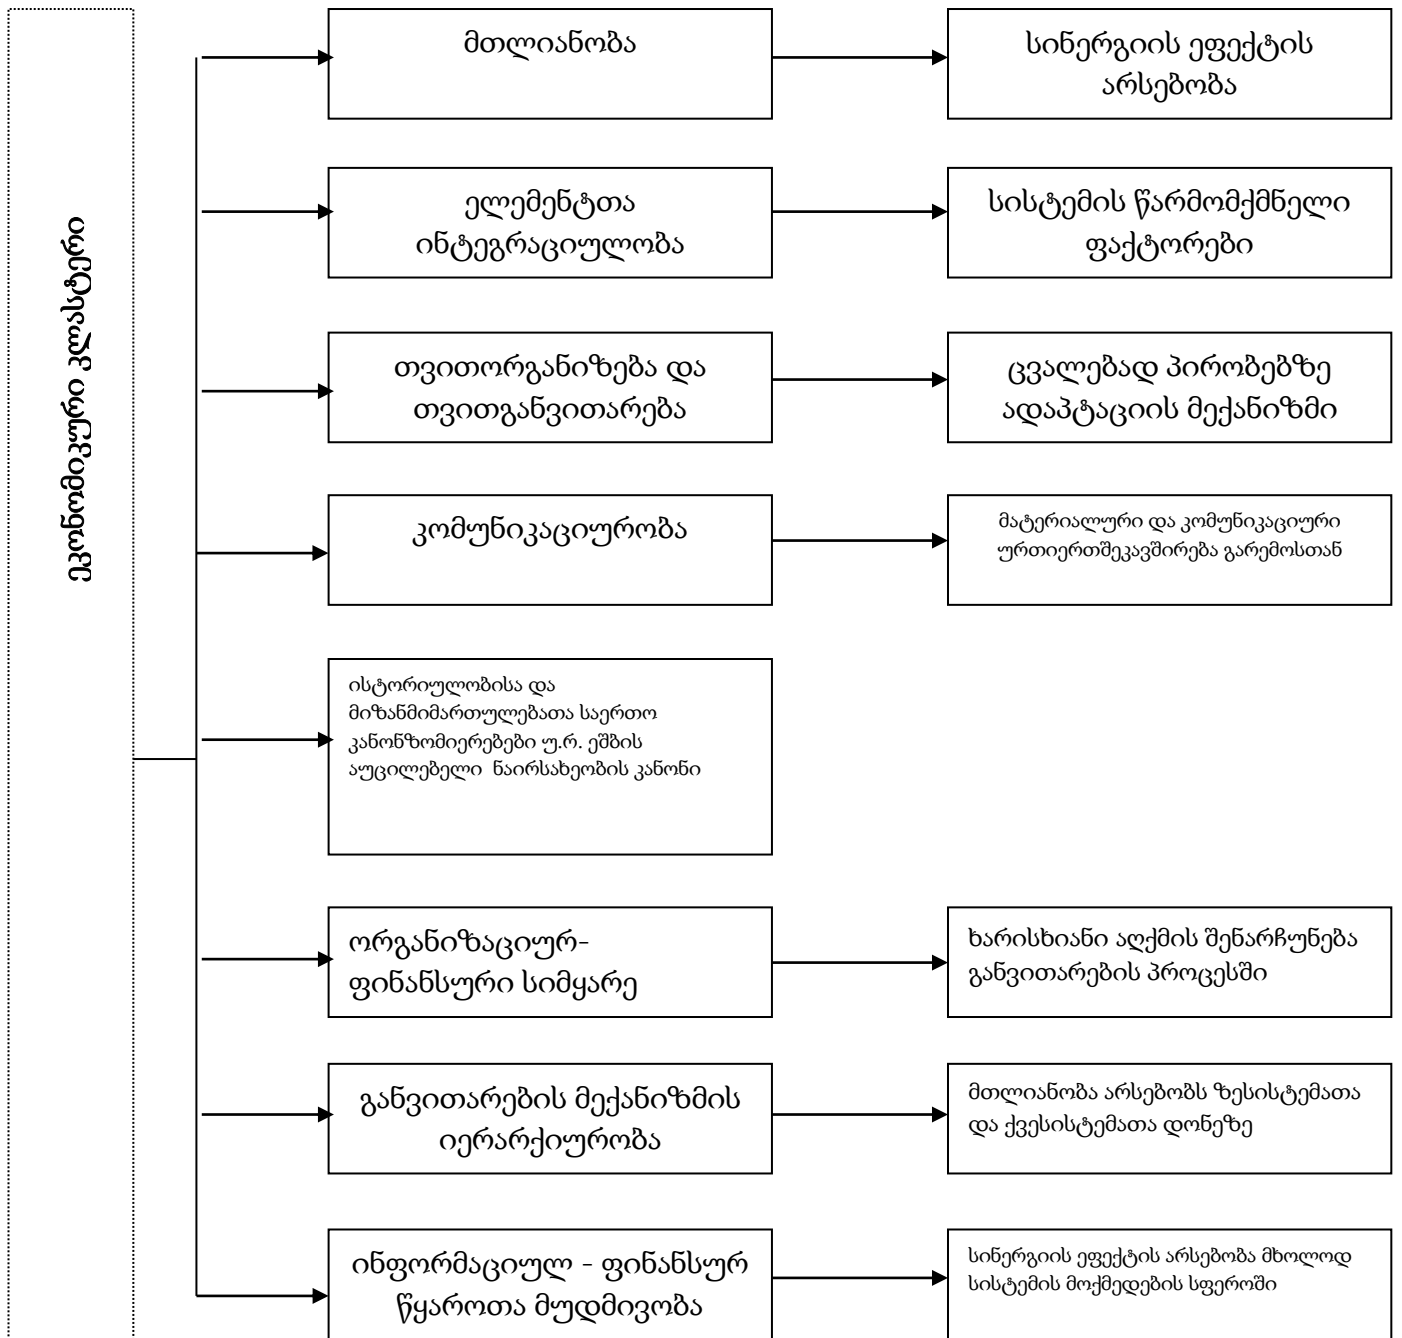 ეკონომიკური კლასტერი
მთლიანობა
სინერგიის ეფექტის
არსებობა
ელემენტთა
ინტეგრაციულობა
სისტემის წარმომქმნელი
ფაქტორები
თვითორგანიზება და
თვითგანვითარება
ცვალებად პირობებზე
ადაპტაციის მექანიზმი
კომუნიკაციურობა
მატერიალური და კომუნიკაციური
ურთიერთშეკავშირება გარემოსთან
ისტორიულობისა და
მიზანმიმართულებათა საერთო
კანონზომიერებები უ.რ. ეშბის
აუცილებელი ნაირსახეობის კანონი
ორგანიზაციურ-
ფინანსური სიმყარე
ხარისხიანი აღქმის შენარჩუნება
განვითარების პროცესში
განვითარების მექანიზმის
იერარქიურობა
მთლიანობა არსებობს ზესისტემათა
და ქვესისტემათა დონეზე
ინფორმაციულ - ფინანსურ
წყაროთა მუდმივობა
სინერგიის ეფექტის არსებობა მხოლოდ
სისტემის მოქმედების სფეროში